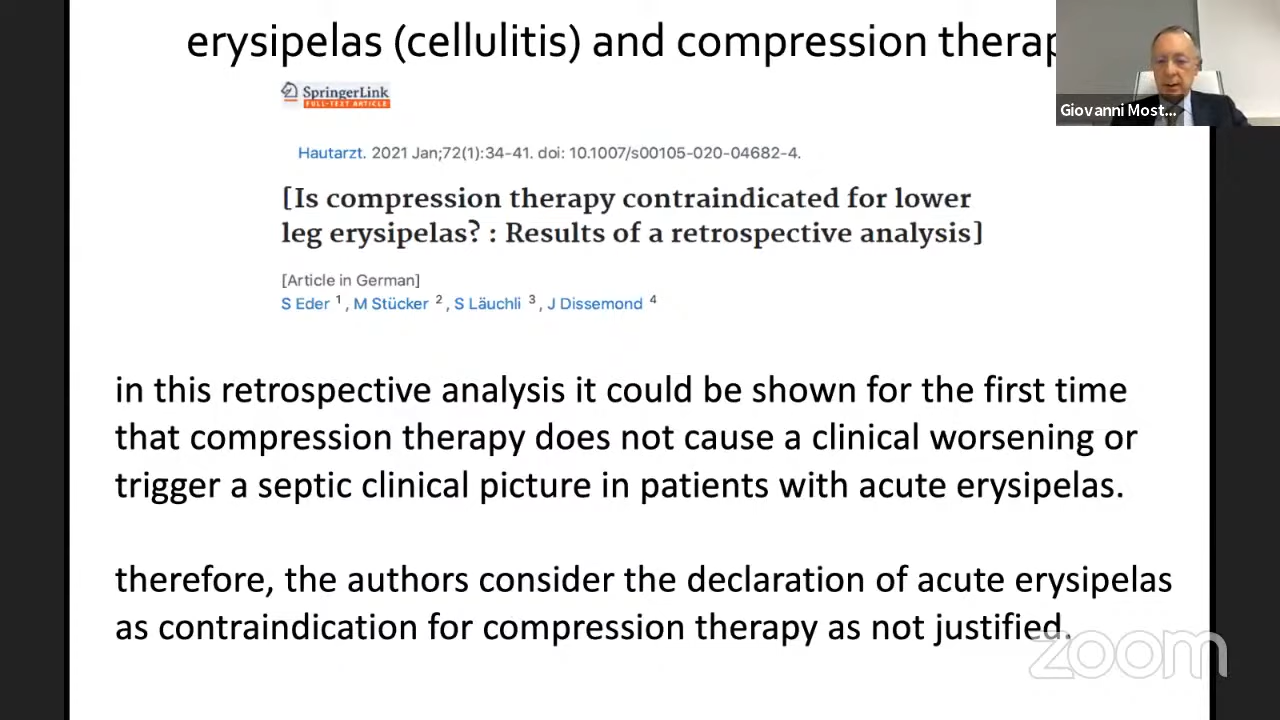 erysipelas (cellulitis) and compression therap
Giovanni Most...
SpringerLink
FULL-TEXT ARTICLE
Hautarzt. 2021 Jan;72(1):34-41. doi: 10.1007/s00105-020-04682-4.
[Is compression therapy contraindicated for lower
leg erysipelas? : Results of a retrospective analysis]
[Article in German]
S Eder 1, M Stücker 2, S Läuchli 3, J Dissemond 4
in this retrospective analysis it could be shown for the first time
that compression therapy does not cause a clinical worsening or
trigger a septic clinical picture in patients with acute erysipelas.
therefore, the authors consider the declaration of acute erysipelas
as contraindication for compression therapy as not justified.
zoom